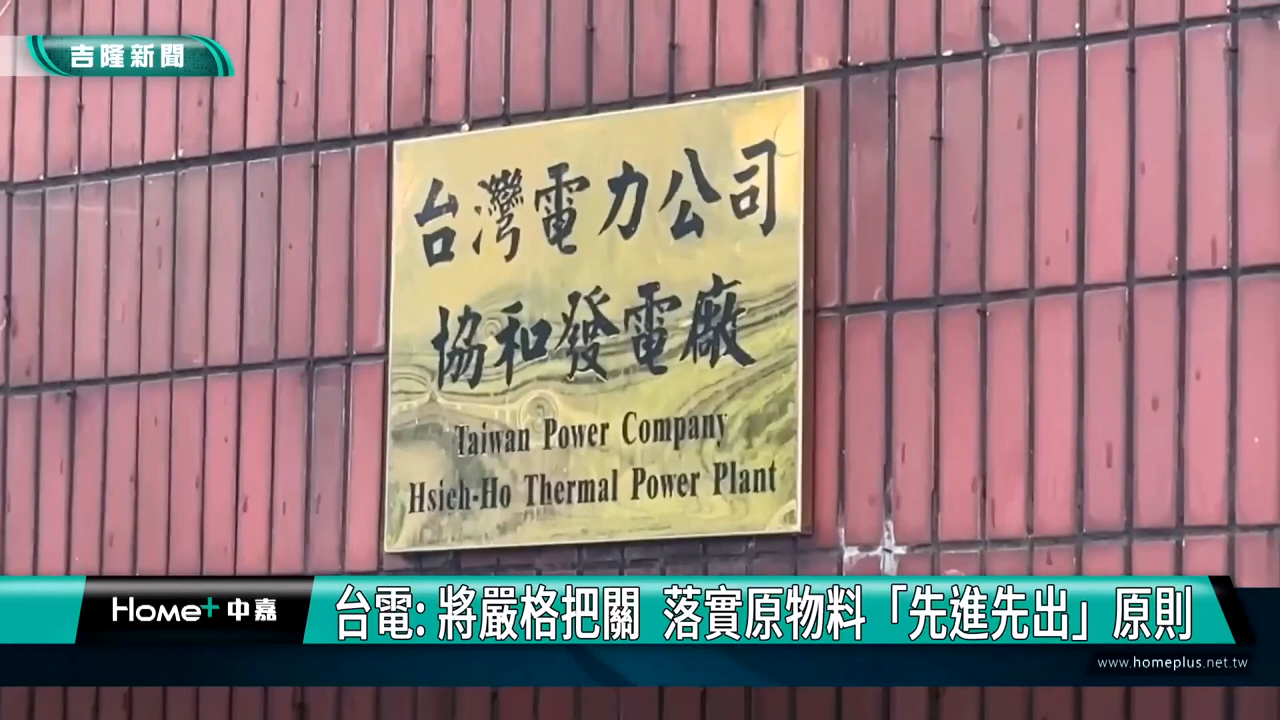 吉隆新聞
台灣電力公司
協和發電廠
Taiwan Power Company
Hsieh-Ho Thermal Power Plant
Home+ 中嘉
台電: 將嚴格把關 落實原物料「先進先出」原則
www.homeplus.net.tw